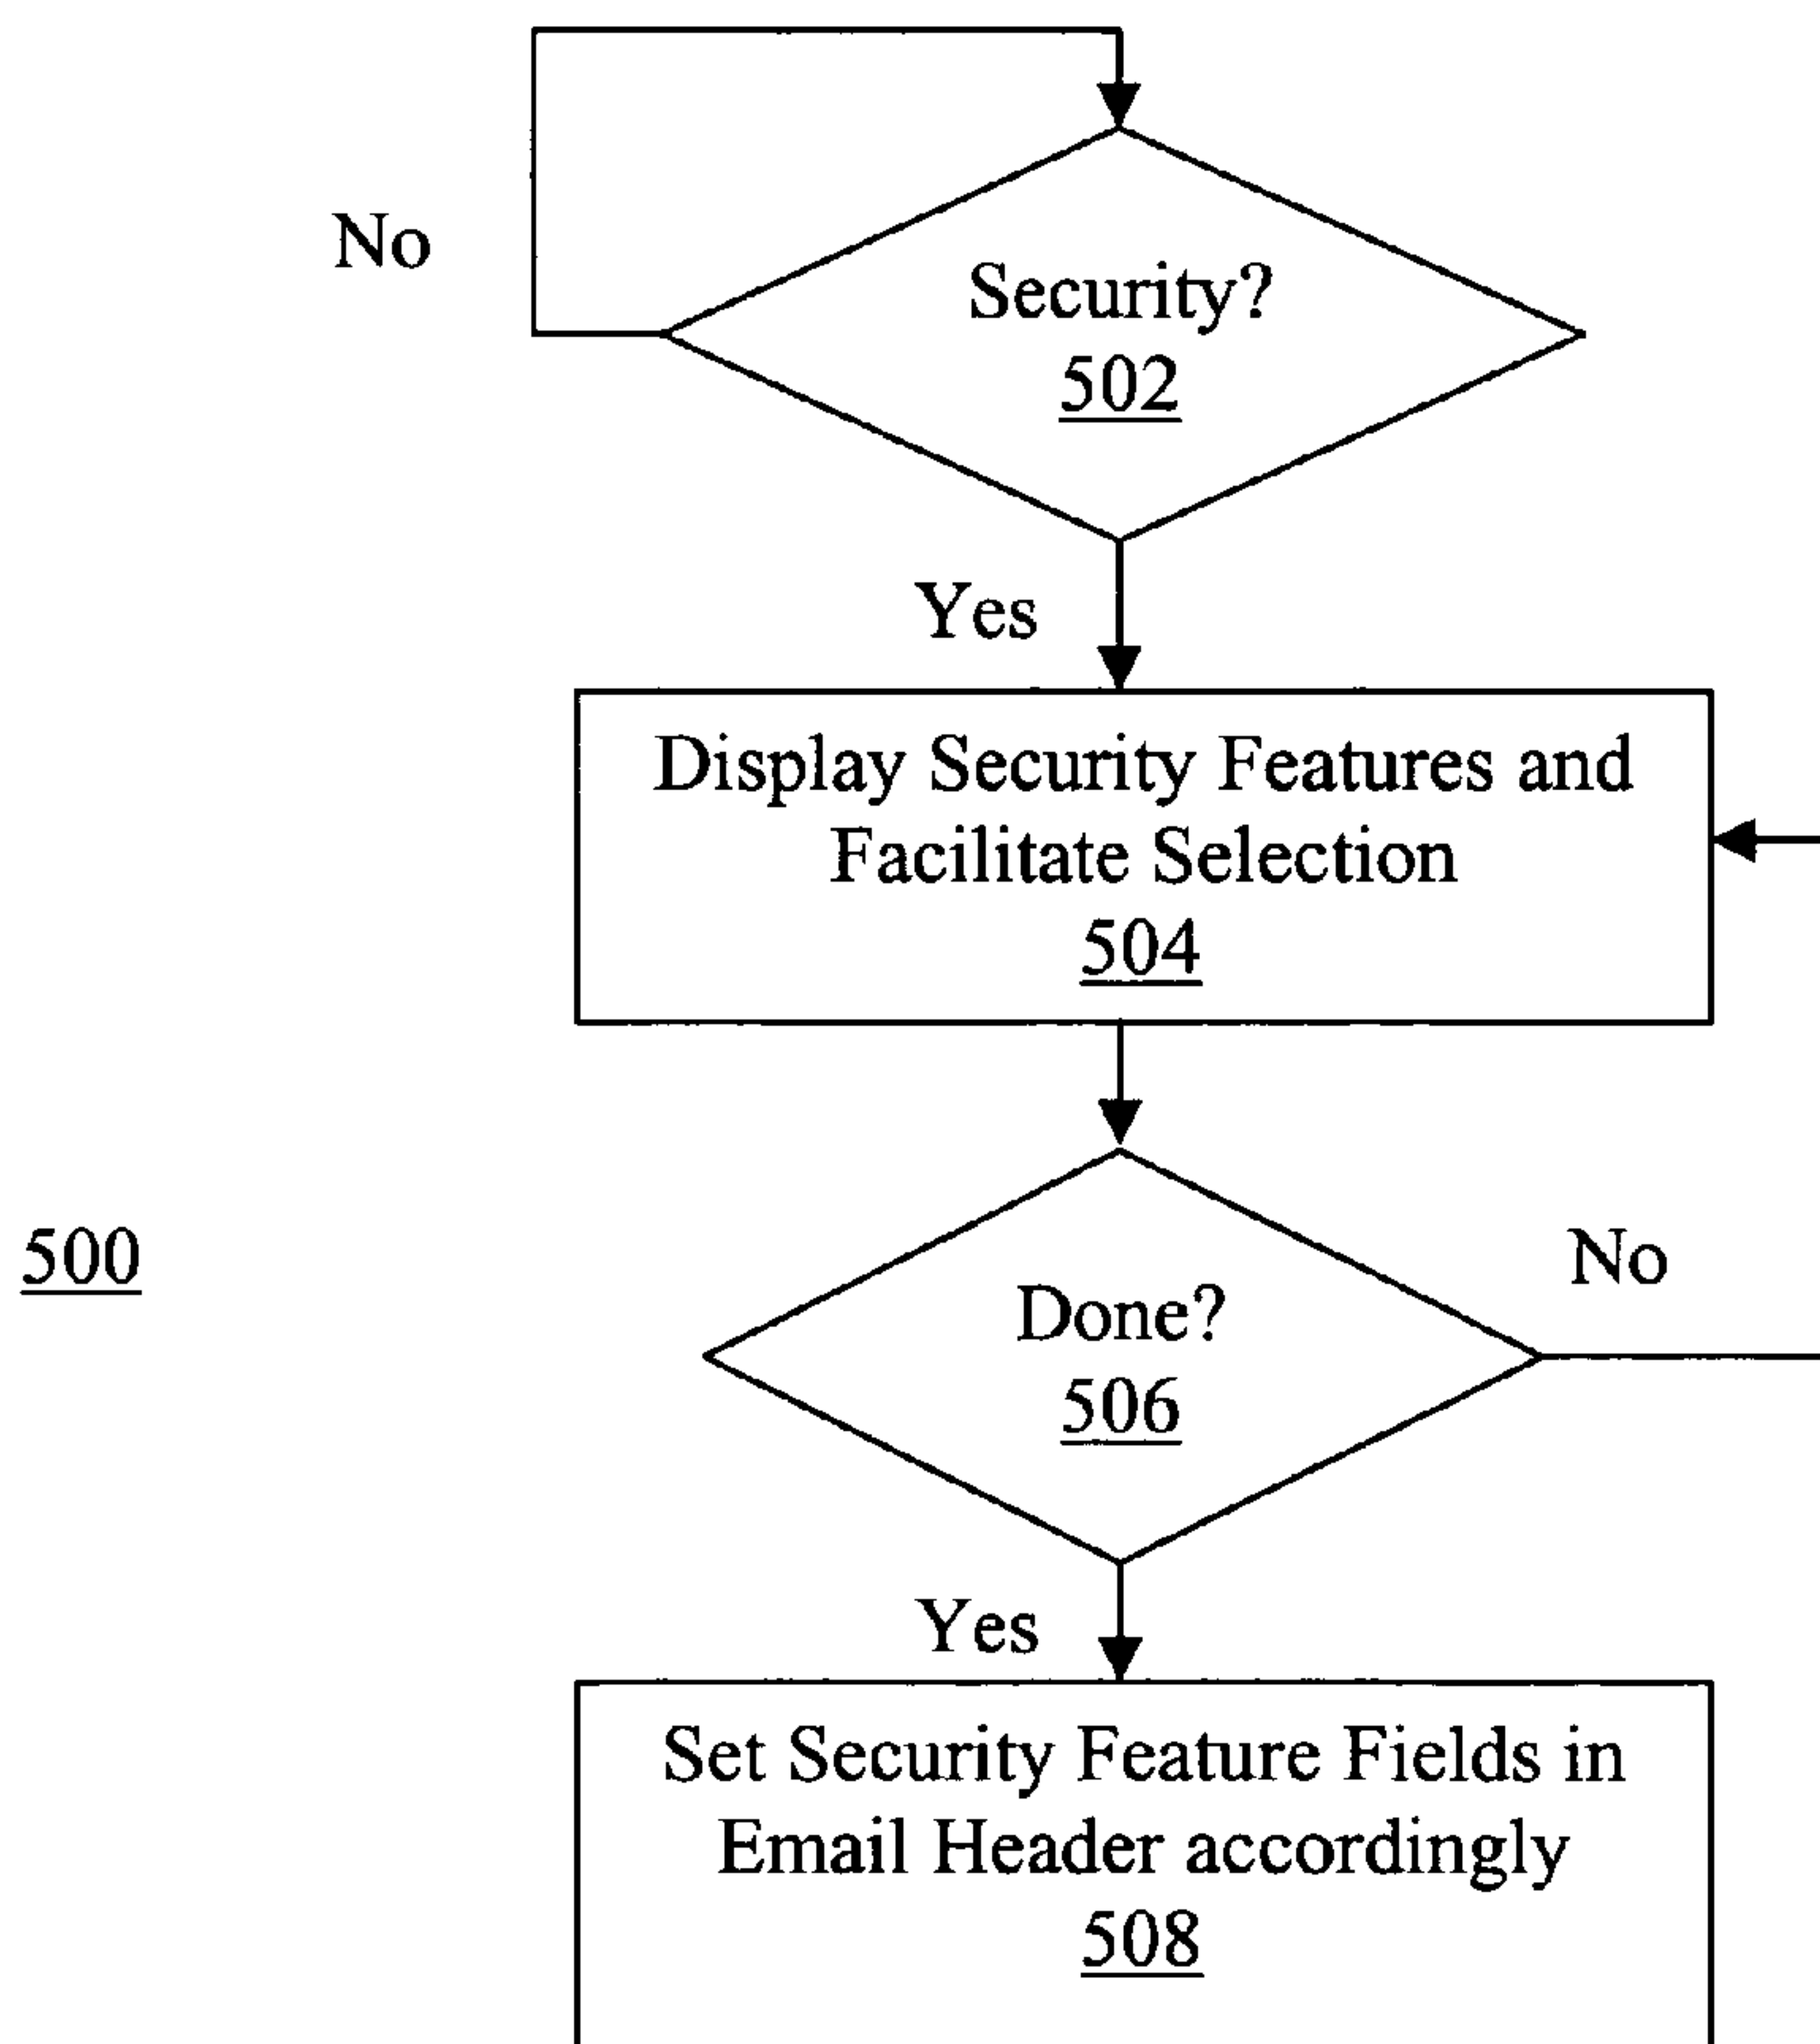 No
Security?
502
Yes
Display Security Features and
Facilitate Selection
504
500
No
Done?
506
Yes
Set Security Feature Fields in
Email Header accordingly
508